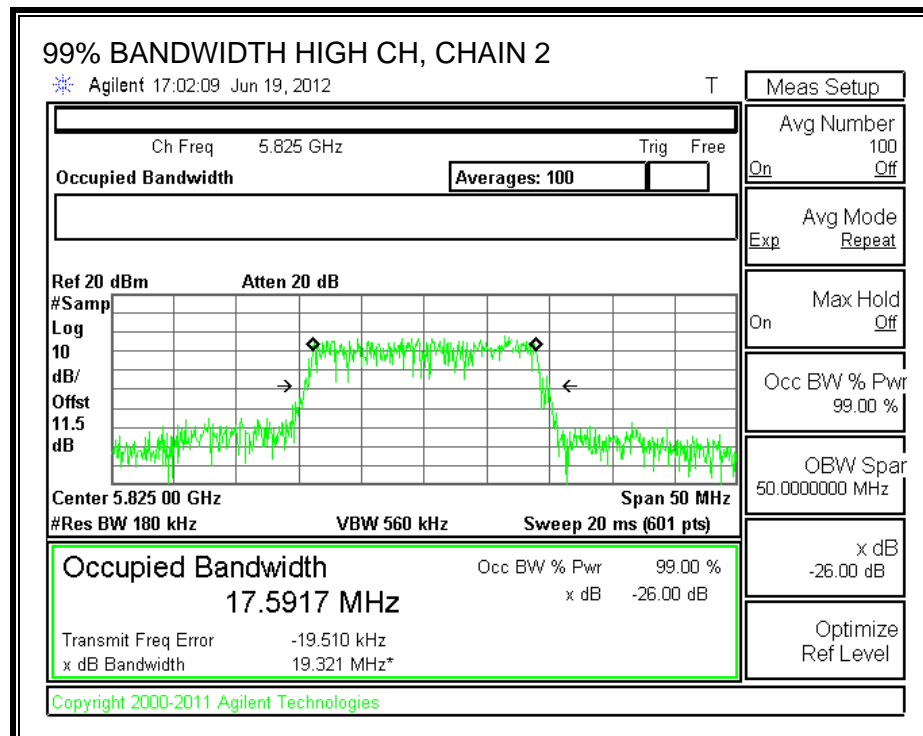 99% BANDWIDTH HIGH CH, CHAIN 2
Agilent 17:02:09 Jun 19, 2012 T
Meas Setup
Ch Freq 5.825 GHz Trig Free
Occupied Bandwidth Averages: 100
Avg Number
100
On Off
Avg Mode
Exp Repeat
Max Hold
On Off
Occ BW % Pwr
99.00 %
OBW Span
50.0000000 MHz
x dB
-26.00 dB
Optimize
Ref Level
Ref 20 dBm Atten 20 dB
#Samp
Log
10
dB/
Offst
11.5
dB
Center 5.825 00 GHz Span 50 MHz
#Res BW 180 kHz VBW 560 kHz Sweep 20 ms (601 pts)
Occupied Bandwidth Occ BW % Pwr 99.00 %
17.5917 MHz x dB -26.00 dB
Transmit Freq Error -19.510 kHz
x dB Bandwidth 19.321 MHz*
Copyright 2000-2011 Agilent Technologies